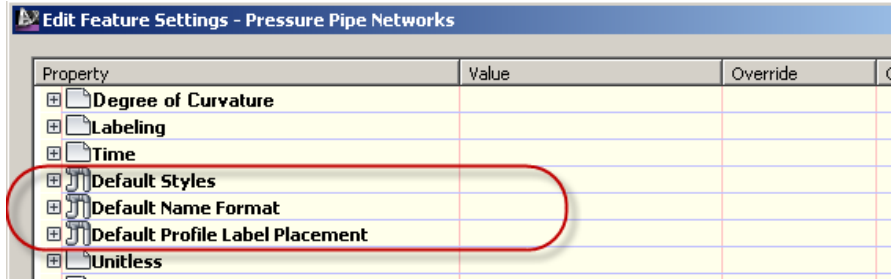 Edit Feature Settings - Pressure Pipe Networks
Property Value Override
Degree of Curvature
Labeling
Time
Default Styles
Default Name Format
Default Profile Label Placement
Unitless